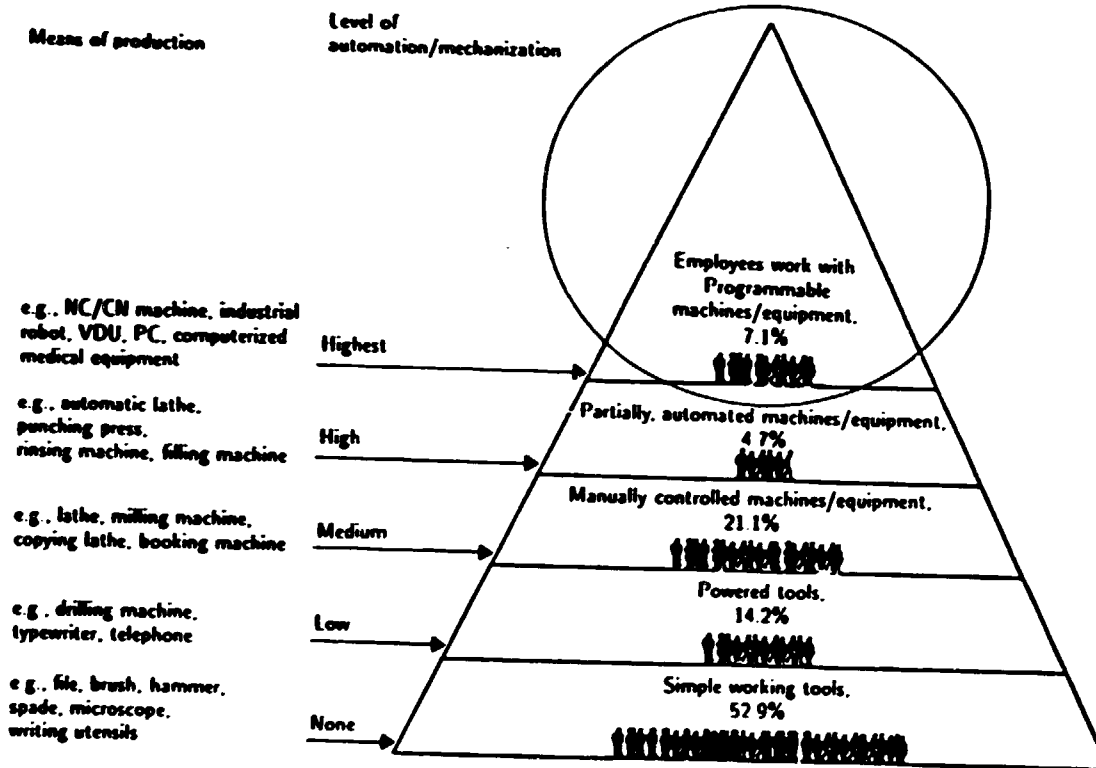 Means of production
Level of
automation/mechanization
Employees work with
Programmable
machines/equipment,
7.1%
e.g., NC/CN machine, industrial
robot, VDU, PC, computerized
medical equipment
Highest
e.g., automatic lathe,
punching press,
rinsing machine, filling machine
High
Partially, automated machines/equipment,
4.7%
e.g., lathe, milling machine,
copying lathe, booking machine
Medium
Manually controlled machines/equipment,
21.1%
e.g., drilling machine,
typewriter, telephone
Low
Powered tools,
14.2%
e.g., file, brush, hammer,
spade, microscope,
writing utensils
None
Simple working tools,
52.9%